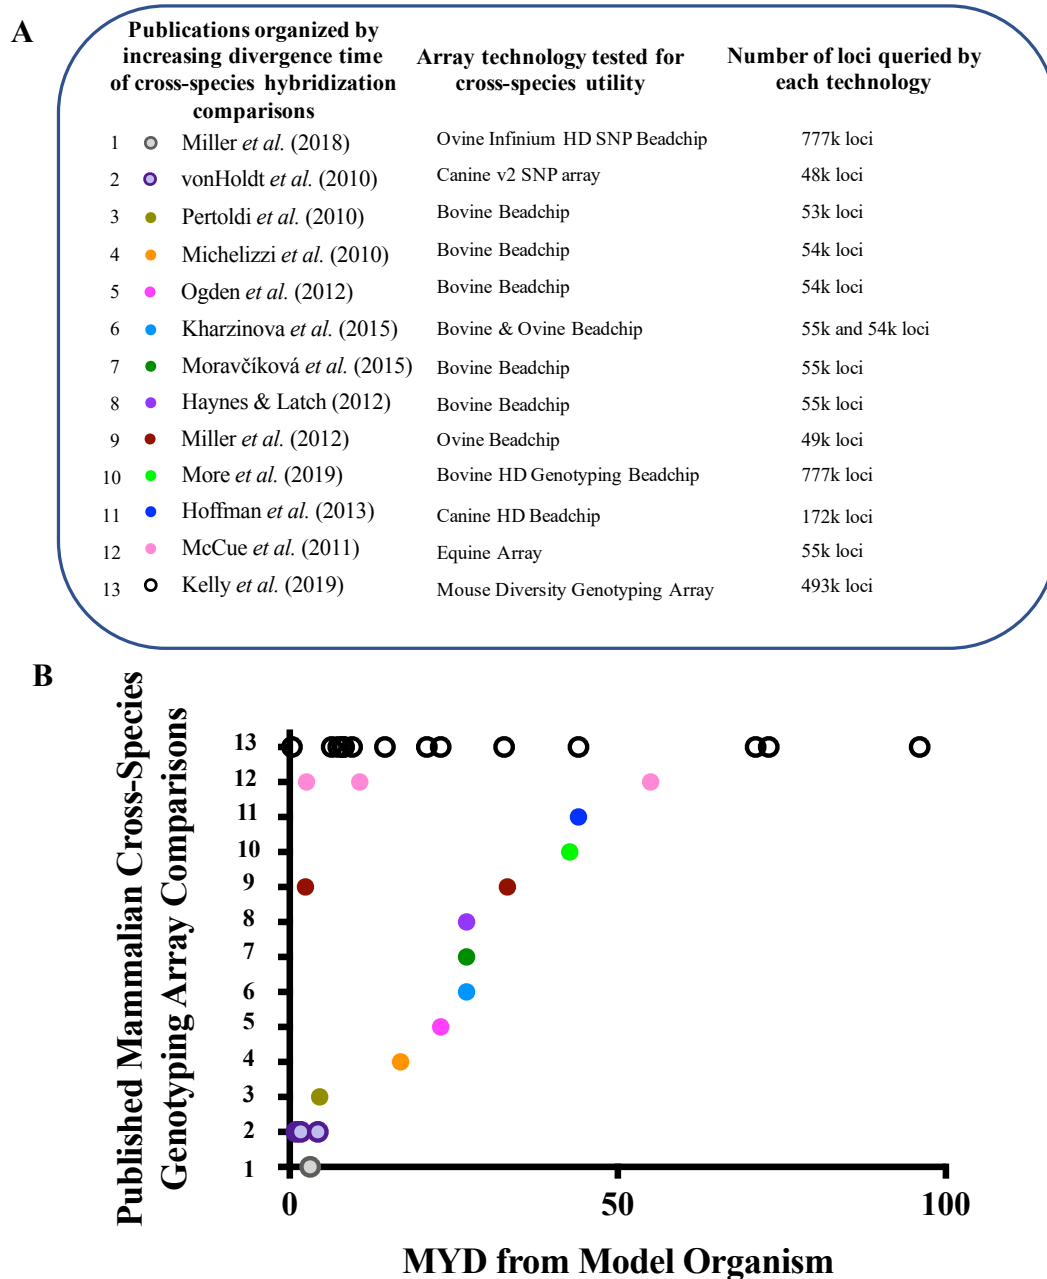 A
Publications organized by
increasing divergence time
of cross-species hybridization
comparisons
Array technology tested for
cross-species utility
Number of loci queried by
each technology
1 Miller et al. (2018) Ovine Infinium HD SNP Beadchip 777k loci
2 vonHoldt et al. (2010) Canine v2 SNP array 48k loci
3 Pertoldi et al. (2010) Bovine Beadchip 53k loci
4 Michelizzi et al. (2010) Bovine Beadchip 54k loci
5 Ogden et al. (2012) Bovine Beadchip 54k loci
6 Kharzinova et al. (2015) Bovine & Ovine Beadchip 55k and 54k loci
7 Moravčíková et al. (2015) Bovine Beadchip 55k loci
8 Haynes & Latch (2012) Bovine Beadchip 55k loci
9 Miller et al. (2012) Ovine Beadchip 49k loci
10 More et al. (2019) Bovine HD Genotyping Beadchip 777k loci
11 Hoffman et al. (2013) Canine HD Beadchip 172k loci
12 McCue et al. (2011) Equine Array 55k loci
13 Kelly et al. (2019) Mouse Diversity Genotyping Array 493k loci
B
Published Mammalian Cross-Species
Genotyping Array Comparisons
13
12
11
10
9
8
7
6
5
4
3
2
1
0 50 100
MYD from Model Organism